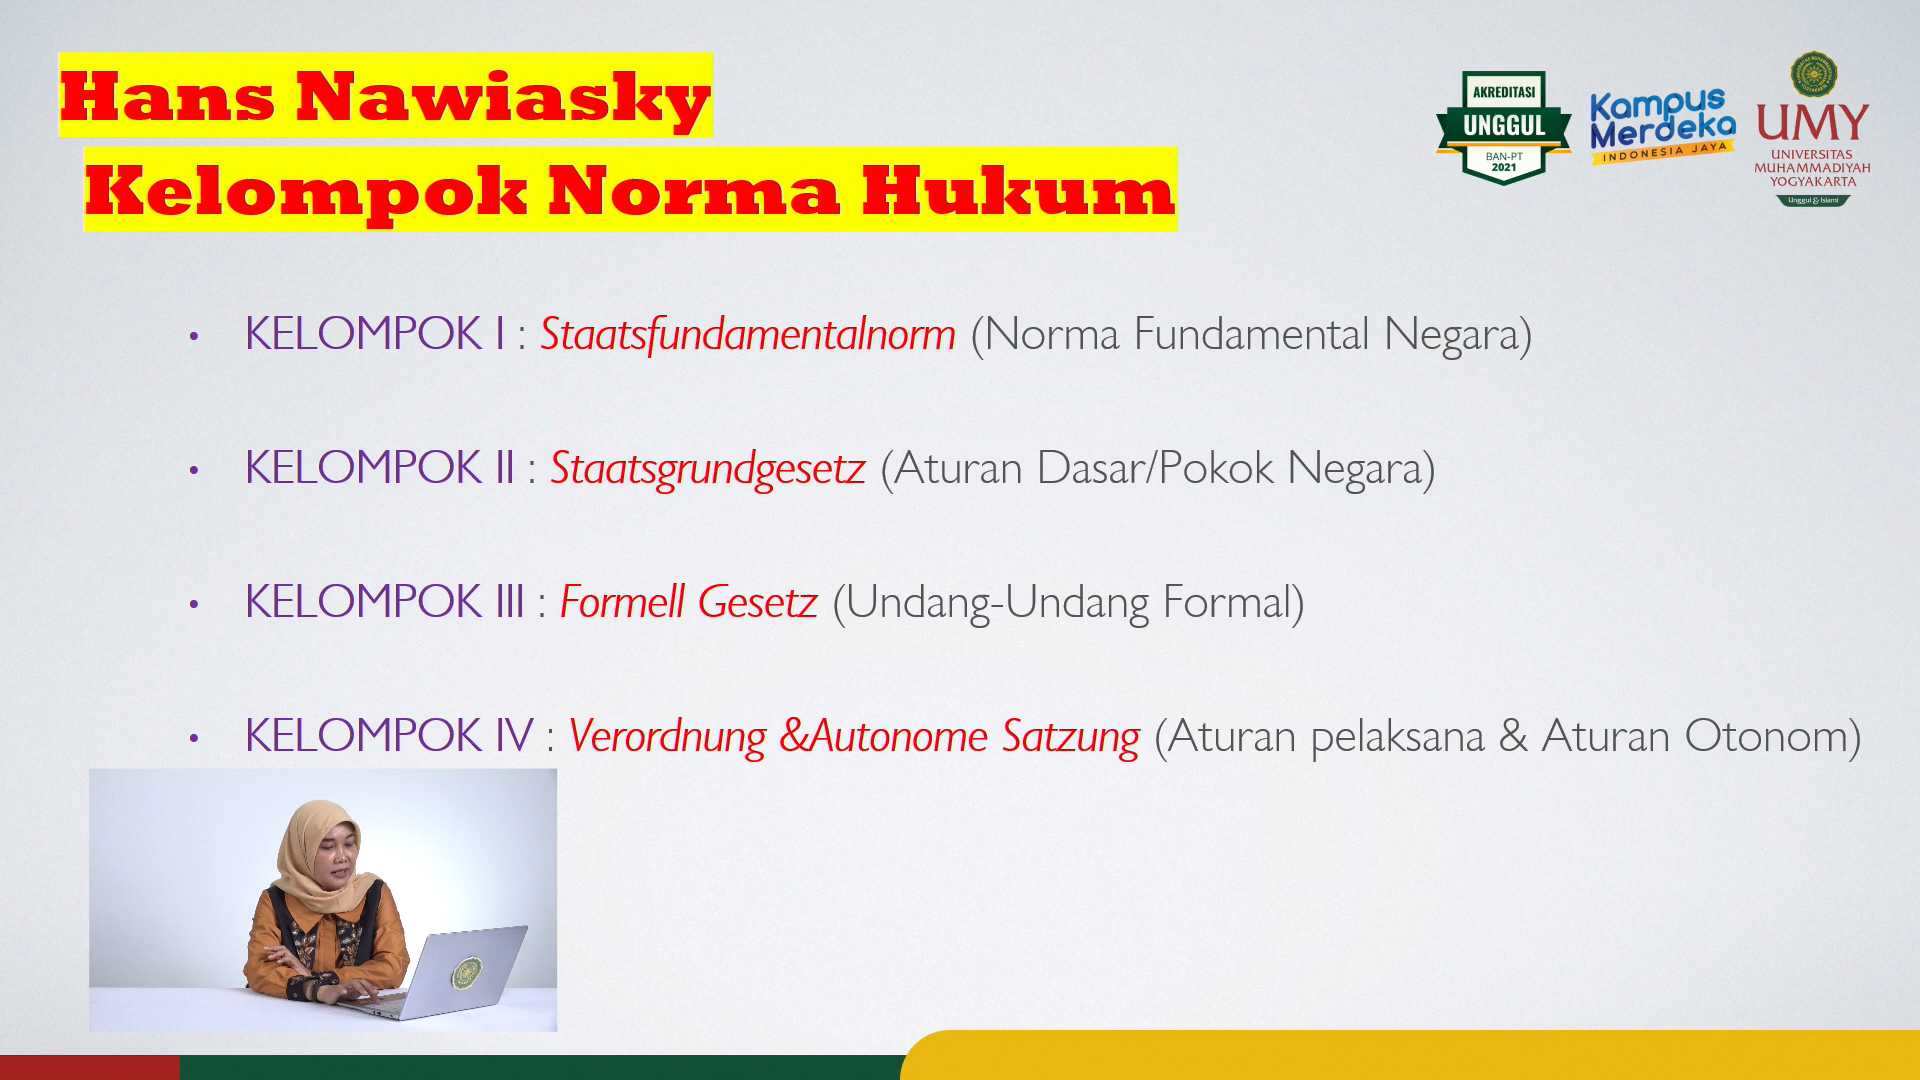 Hans Nawiasky
Kelompok Norma Hukum
AKREDITASI
UNGGUL
BAN-PT
2021
Kampus
Merdeka
INDONESIA JAYA
UMY
UNIVERSITAS
MUHAMMADIYAH
YOGYAKARTA
Unggul & Islami
• KELOMPOK I : Staatsfundamentalnorm (Norma Fundamental Negara)
• KELOMPOK II : Staatsgrundgesetz (Aturan Dasar/Pokok Negara)
• KELOMPOK III : Formell Gesetz (Undang-Undang Formal)
• KELOMPOK IV : Verordnung &Autonome Satzung (Aturan pelaksana & Aturan Otonom)